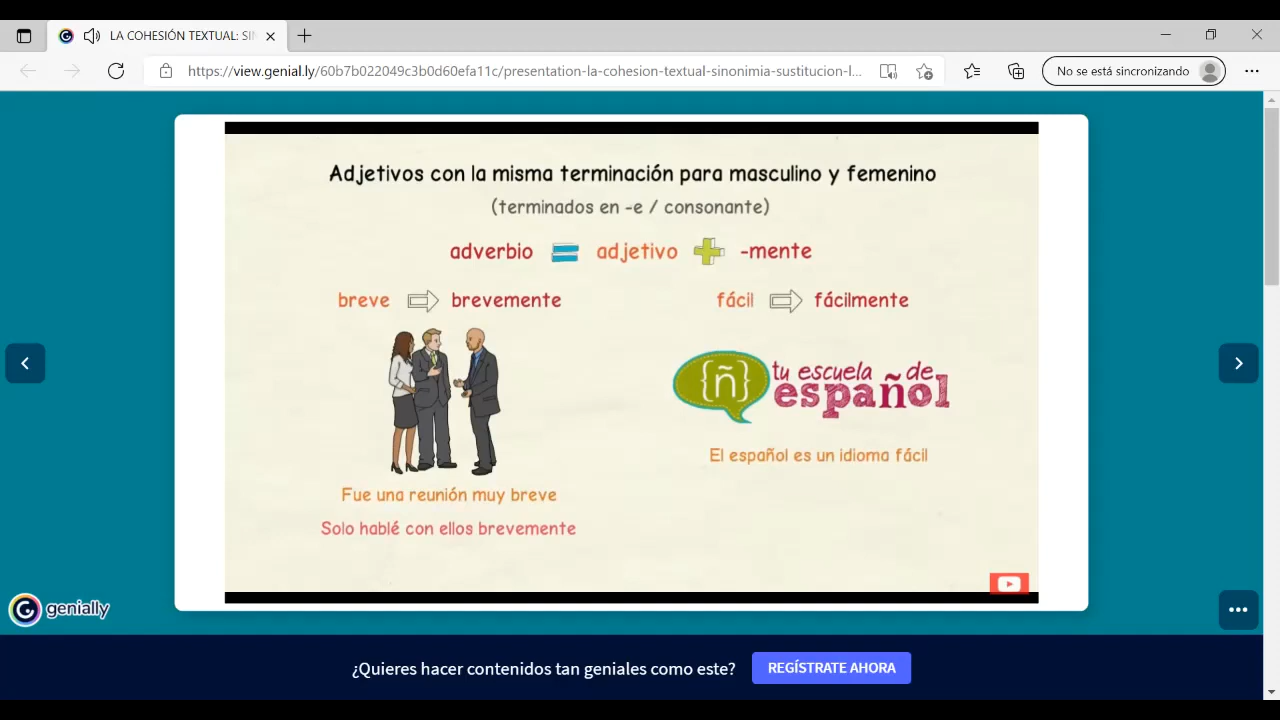 LA COHESIÓN TEXTUAL: SIN
https://view.genial.ly/60b7b022049c3b0d60efa11c/presentation-la-cohesion-textual-sinonimia-sustitucion-l...
No se está sincronizando
Adjetivos con la misma terminación para masculino y femenino
(terminados en -e / consonante)
adverbio = adjetivo + -mente
breve ⇨ brevemente
fácil ⇨ fácilmente
{ñ} tu escuela de
español
El español es un idioma fácil
Fue una reunión muy breve
Solo hablé con ellos brevemente
genially
¿Quieres hacer contenidos tan geniales como este?
REGÍSTRATE AHORA